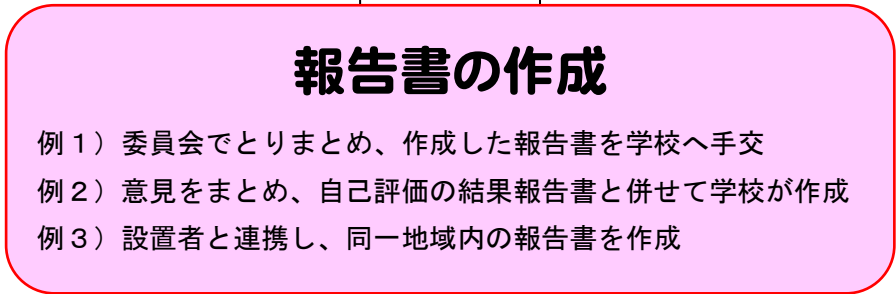 報告書の作成
例１）委員会でとりまとめ、作成した報告書を学校へ手交
例２）意見をまとめ、自己評価の結果報告書と併せて学校が作成
例３）設置者と連携し、同一地域内の報告書を作成